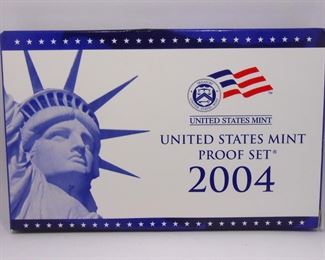 UNITED STATES MINT
UNITED STATES MINT
PROOF SET®
2004